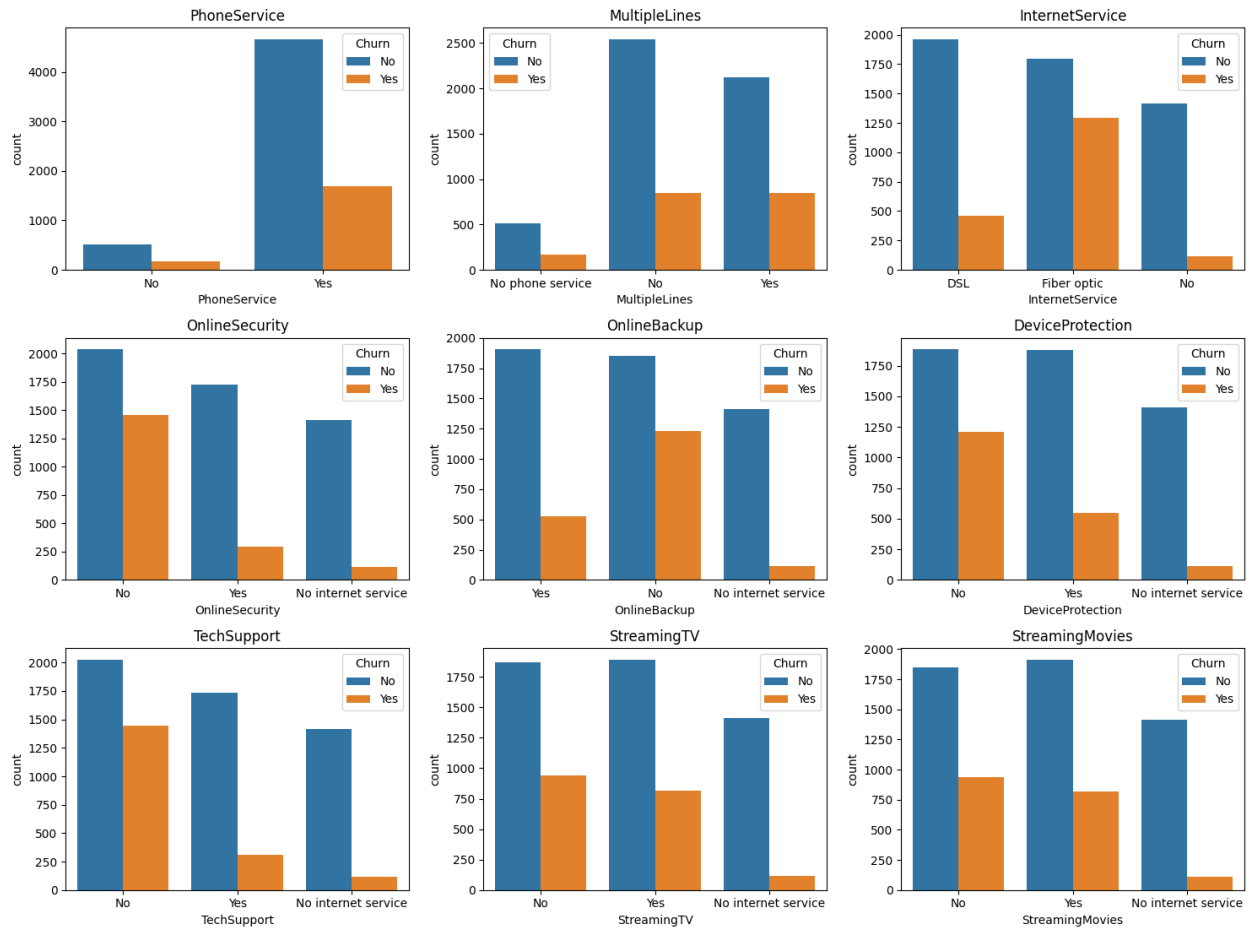 PhoneService
4000
3000
2000
1000
0
count
Churn
No
Yes
No Yes
PhoneService
MultipleLines
2500
2000
1500
1000
500
0
count
Churn
No
Yes
No phone service No Yes
MultipleLines
InternetService
2000
1750
1500
1250
1000
750
500
250
0
count
Churn
No
Yes
DSL Fiber optic No
InternetService
OnlineSecurity
2000
1750
1500
1250
1000
750
500
250
0
count
Churn
No
Yes
No Yes No internet service
OnlineSecurity
OnlineBackup
2000
1750
1500
1250
1000
750
500
250
0
count
Churn
No
Yes
Yes No No internet service
OnlineBackup
DeviceProtection
1750
1500
1250
1000
750
500
250
0
count
Churn
No
Yes
No Yes No internet service
DeviceProtection
TechSupport
2000
1750
1500
1250
1000
750
500
250
0
count
Churn
No
Yes
No Yes No internet service
TechSupport
StreamingTV
1750
1500
1250
1000
750
500
250
0
count
Churn
No
Yes
No Yes No internet service
StreamingTV
StreamingMovies
2000
1750
1500
1250
1000
750
500
250
0
count
Churn
No
Yes
No Yes No internet service
StreamingMovies